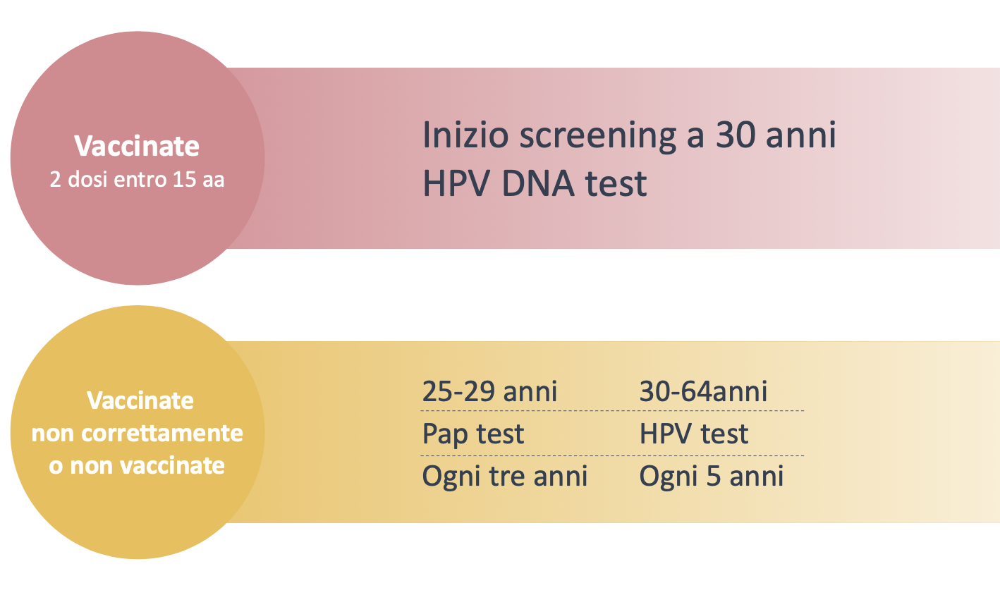 Vaccinate
2 dosi entro 15 aa
Inizio screening a 30 anni
HPV DNA test
Vaccinate
non correttamente
o non vaccinate
25-29 anni 30-64anni
Pap test HPV test
Ogni tre anni Ogni 5 anni